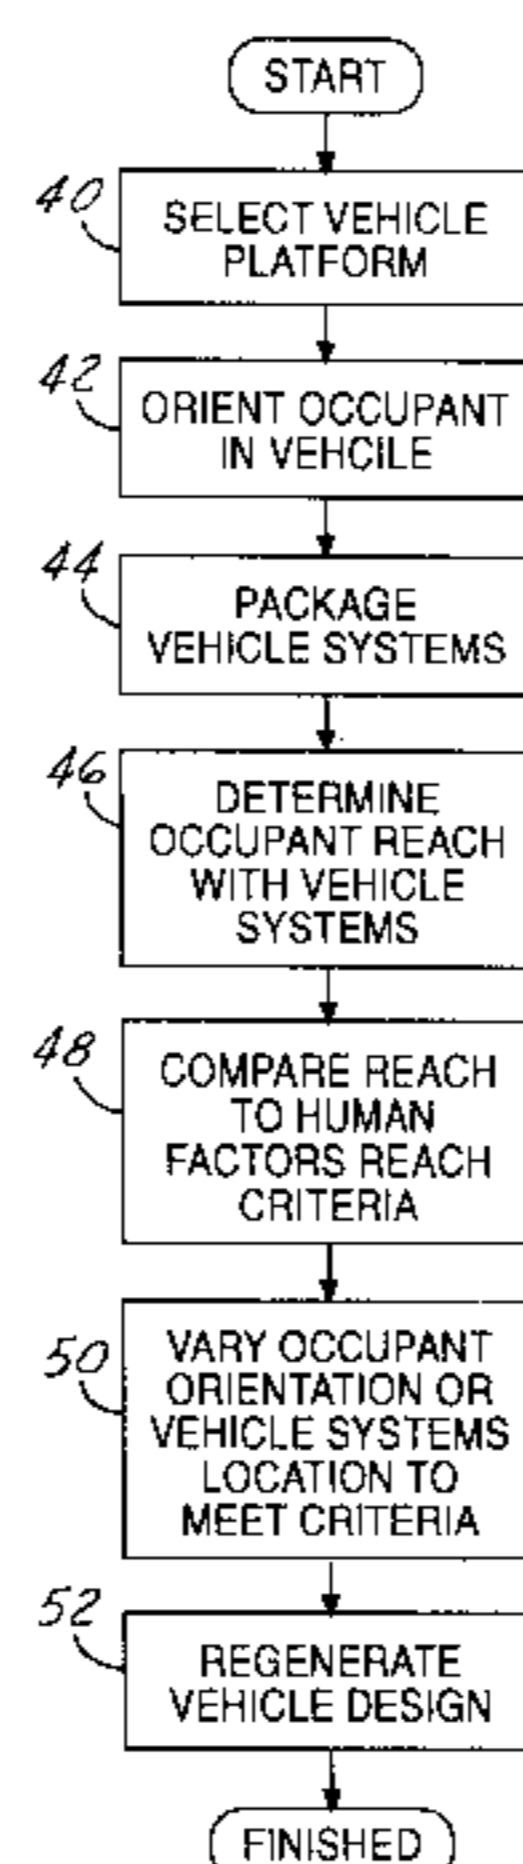 START
40
SELECT VEHICLE
PLATFORM
42
ORIENT OCCUPANT
IN VEHCILE
44
PACKAGE
VEHICLE SYSTEMS
46
DETERMINE
OCCUPANT REACH
WITH VEHICLE
SYSTEMS
48
COMPARE REACH
TO HUMAN
FACTORS REACH
CRITERIA
50
VARY OCCUPANT
ORIENTATION OR
VEHICLE SYSTEMS
LOCATION TO
MEET CRITERIA
52
REGENERATE
VEHICLE DESIGN
FINISHED